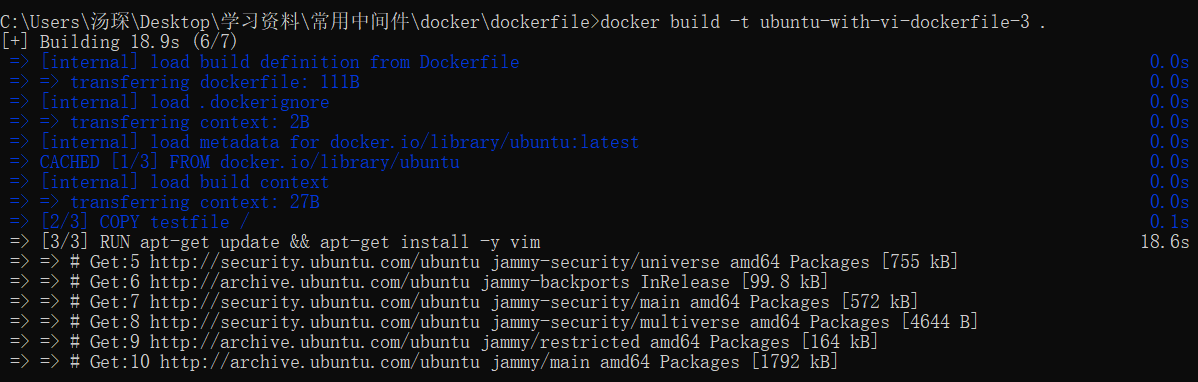 C:\Users\汤琛\Desktop\学习资料\常用中间件\docker\dockerfile>docker build -t ubuntu-with-vi-dockerfile-3 .
[+] Building 18.9s (6/7)
=> [internal] load build definition from Dockerfile 0.0s
=> => transferring dockerfile: 111B 0.0s
=> [internal] load .dockerignore 0.0s
=> => transferring context: 2B 0.0s
=> [internal] load metadata for docker.io/library/ubuntu:latest 0.0s
=> CACHED [1/3] FROM docker.io/library/ubuntu 0.0s
=> [internal] load build context 0.0s
=> => transferring context: 27B 0.0s
=> [2/3] COPY testfile / 0.1s
=> [3/3] RUN apt-get update && apt-get install -y vim 18.6s
=> => # Get:5 http://security.ubuntu.com/ubuntu jammy-security/universe amd64 Packages [755 kB]
=> => # Get:6 http://archive.ubuntu.com/ubuntu jammy-backports InRelease [99.8 kB]
=> => # Get:7 http://security.ubuntu.com/ubuntu jammy-security/main amd64 Packages [572 kB]
=> => # Get:8 http://security.ubuntu.com/ubuntu jammy-security/multiverse amd64 Packages [4644 B]
=> => # Get:9 http://archive.ubuntu.com/ubuntu jammy/restricted amd64 Packages [164 kB]
=> => # Get:10 http://archive.ubuntu.com/ubuntu jammy/main amd64 Packages [1792 kB]